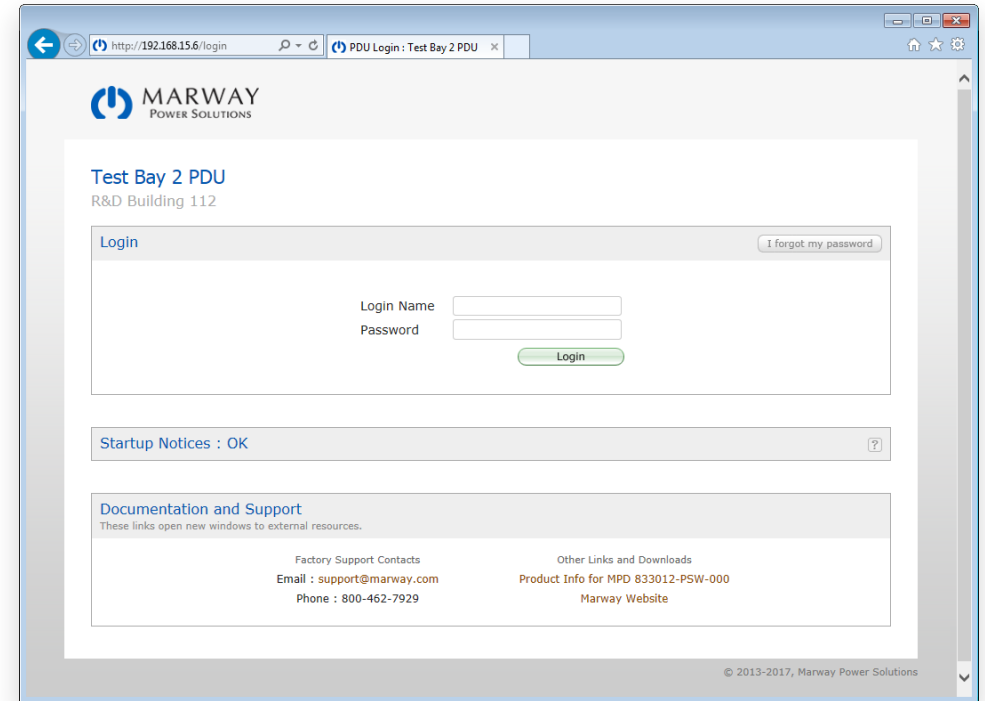 http://192.168.15.6/login
PDU Login : Test Bay 2 PDU
MARWAY
POWER SOLUTIONS
Test Bay 2 PDU
R&D Building 112
Login
I forgot my password
Login Name
Password
Login
Startup Notices : OK
?
Documentation and Support
These links open new windows to external resources.
Factory Support Contacts
Other Links and Downloads
Email : support@marway.com
Product Info for MPD 833012-PSW-000
Phone : 800-462-7929
Marway Website
© 2013-2017, Marway Power Solutions